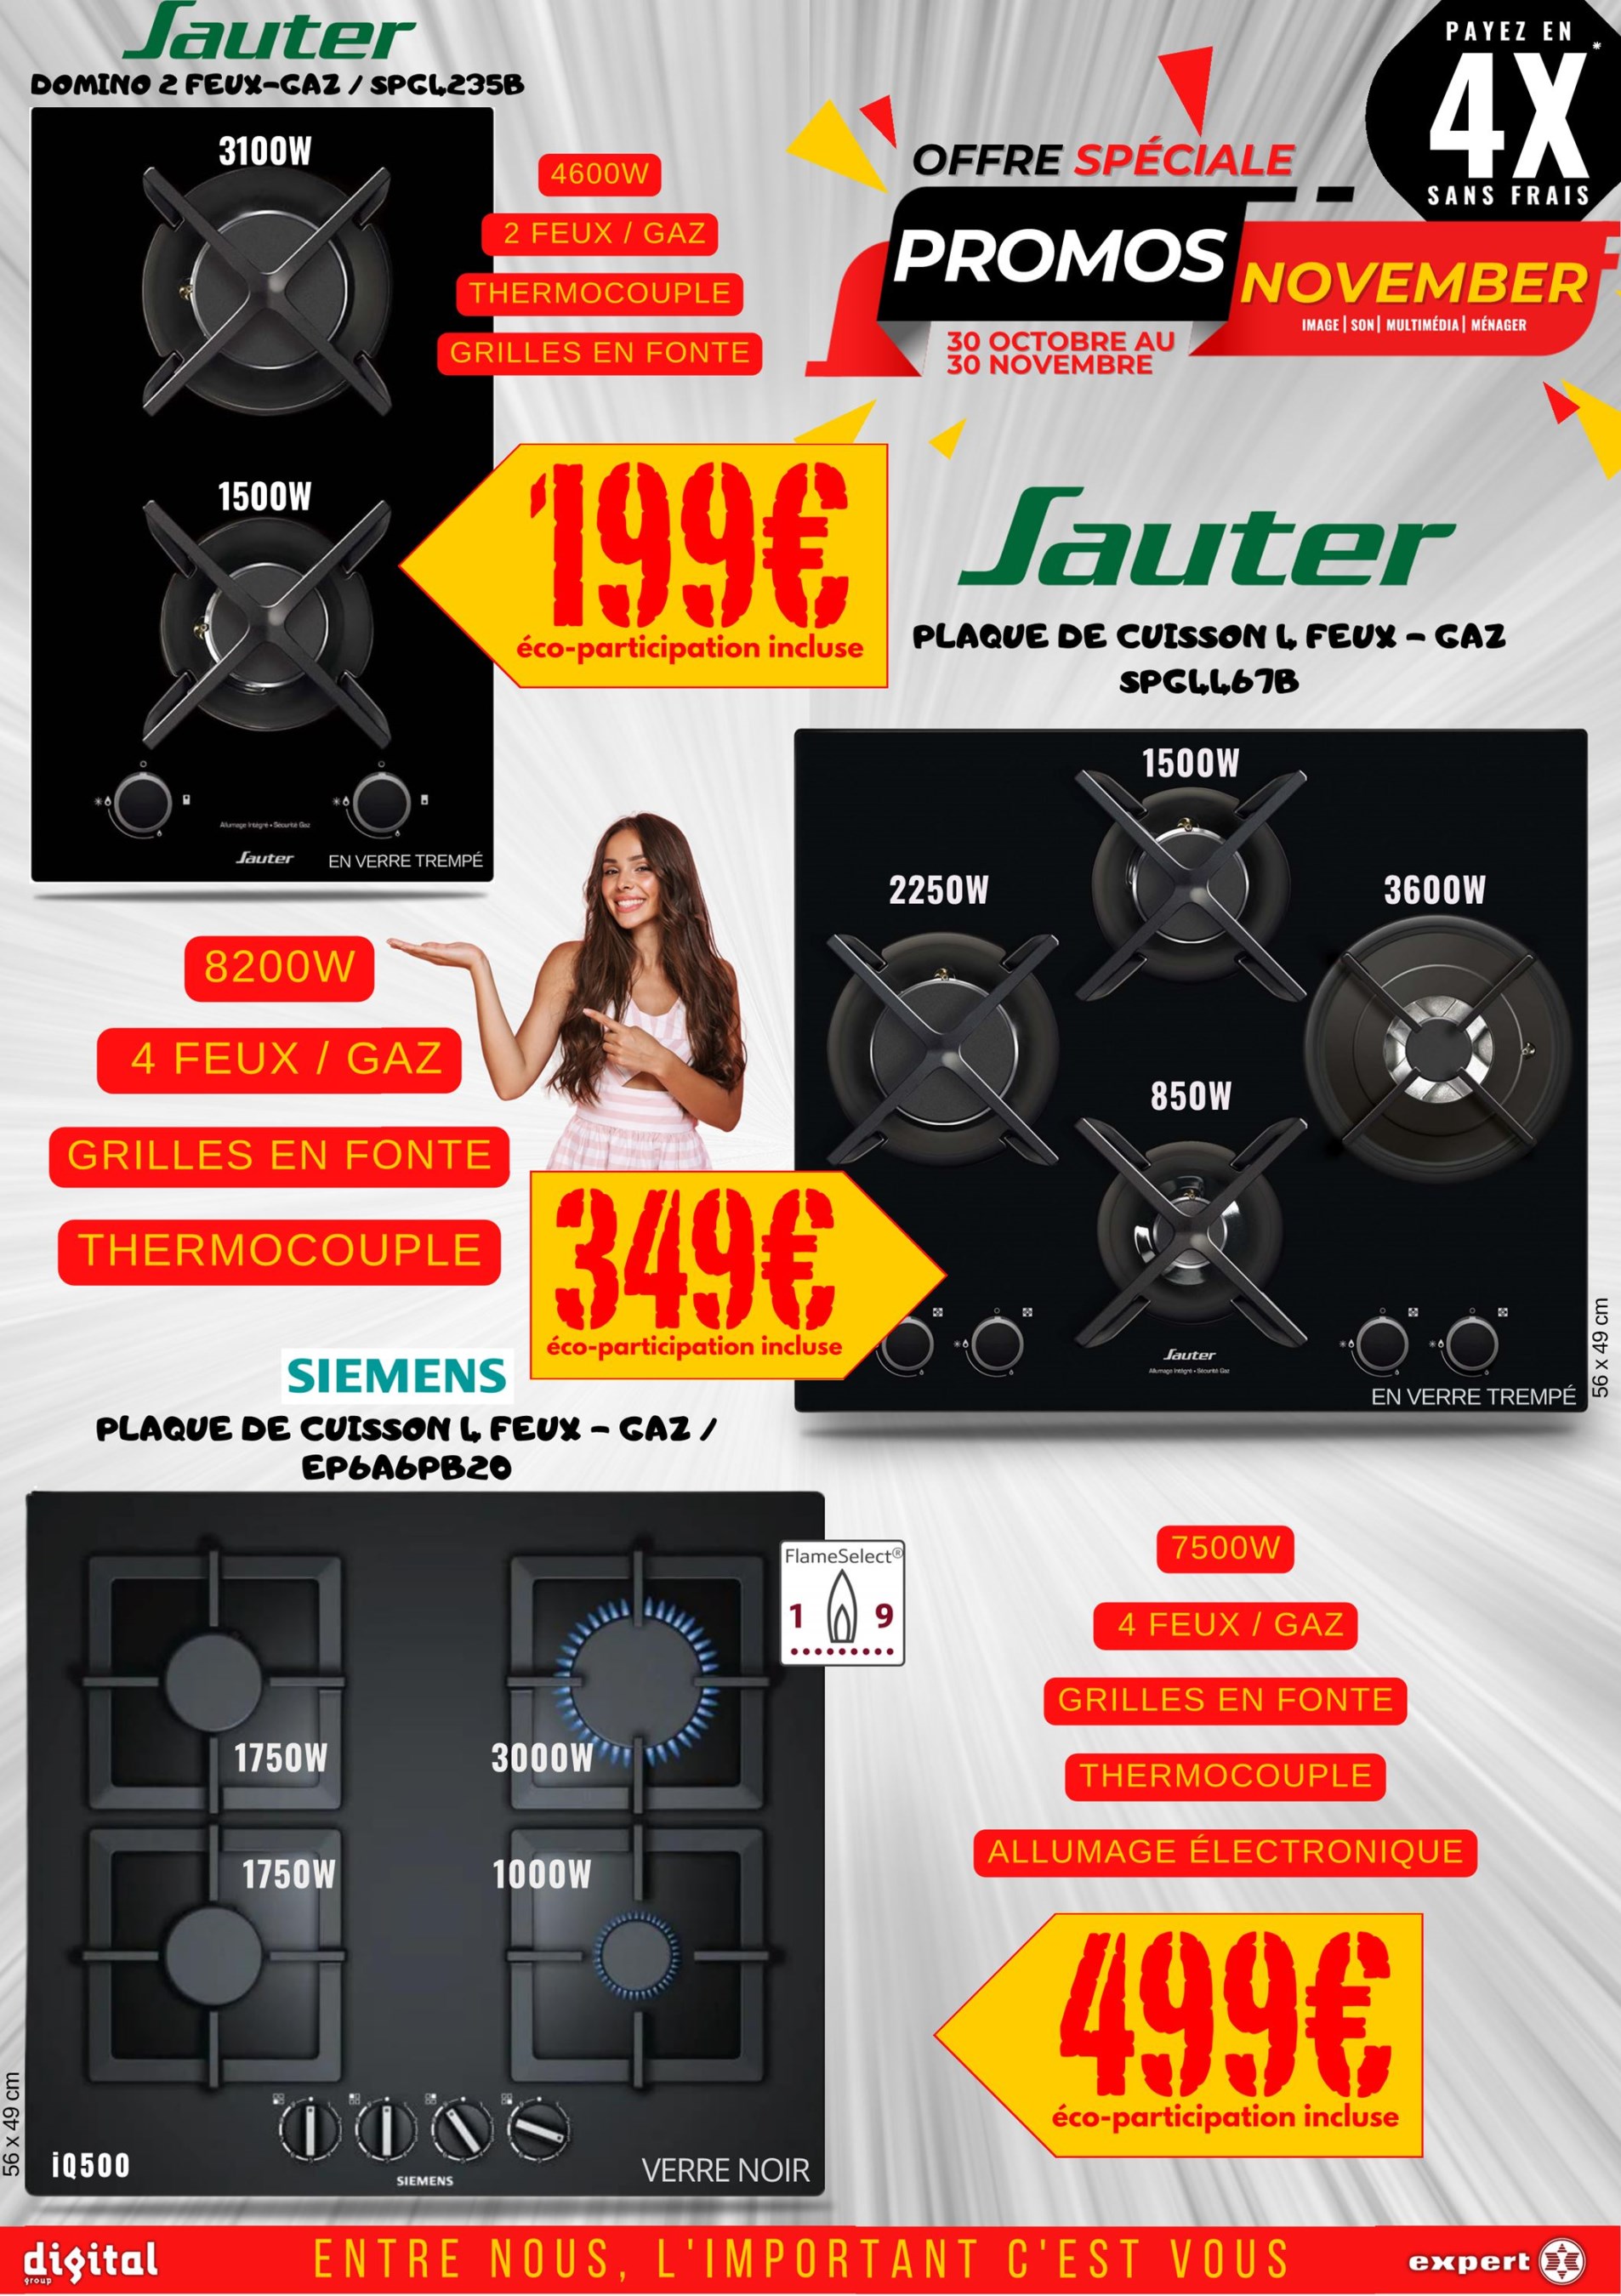 Sauter
DOMINO 2 FEUX-GAZ / SPGL235B
3100W
4600W
2 FEUX / GAZ
THERMOCOUPLE
GRILLES EN FONTE
1500W
199€
éco-participation incluse
Allumage Intégré • Sécurité Gaz
Sauter
EN VERRE TREMPÉ
PAYEZ EN
4X*
SANS FRAIS
OFFRE SPÉCIALE
PROMOS
NOVEMBER
IMAGE | SON | MULTIMÉDIA | MÉNAGER
30 OCTOBRE AU
30 NOVEMBRE
Sauter
PLAQUE DE CUISSON 4 FEUX - GAZ
SPG4467B
1500W
2250W
3600W
850W
Sauter
Allumage Intégré • Sécurité Gaz
EN VERRE TREMPÉ
56 x 49 cm
8200W
4 FEUX / GAZ
GRILLES EN FONTE
THERMOCOUPLE
349€
éco-participation incluse
SIEMENS
PLAQUE DE CUISSON 4 FEUX - GAZ /
EP6A6PB20
FlameSelect®
1 9
1750W
3000W
1750W
1000W
56 x 49 cm
iQ500
SIEMENS
VERRE NOIR
7500W
4 FEUX / GAZ
GRILLES EN FONTE
THERMOCOUPLE
ALLUMAGE ÉLECTRONIQUE
499€
éco-participation incluse
digital
group
ENTRE NOUS, L'IMPORTANT C'EST VOUS
expert